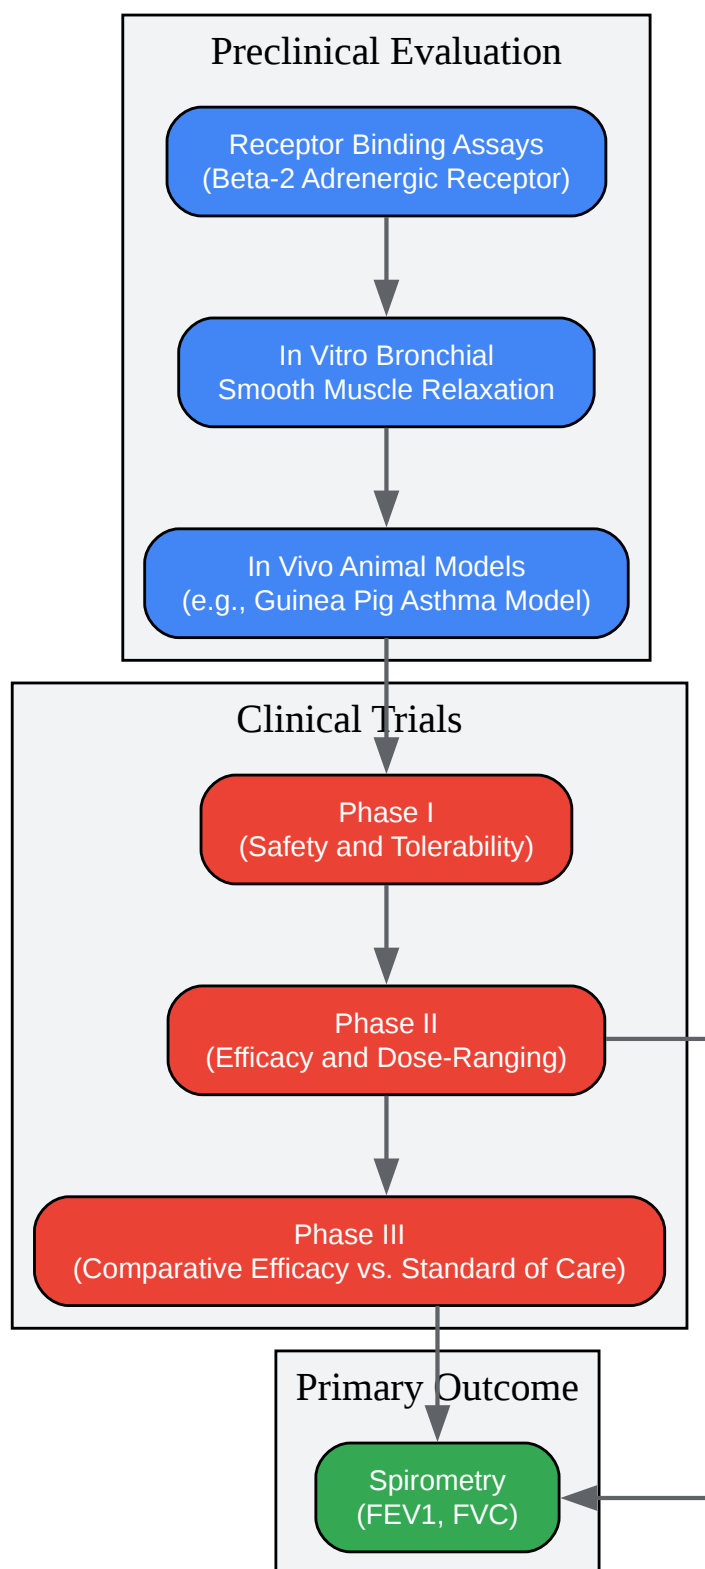 Preclinical Evaluation
Receptor Binding Assays
(Beta-2 Adrenergic Receptor)
In Vitro Bronchial
Smooth Muscle Relaxation
In Vivo Animal Models
(e.g., Guinea Pig Asthma Model)
Clinical Trials
Phase I
(Safety and Tolerability)
Phase II
(Efficacy and Dose-Ranging)
Phase III
(Comparative Efficacy vs. Standard of Care)
Primary Outcome
Spirometry
(FEV1, FVC)